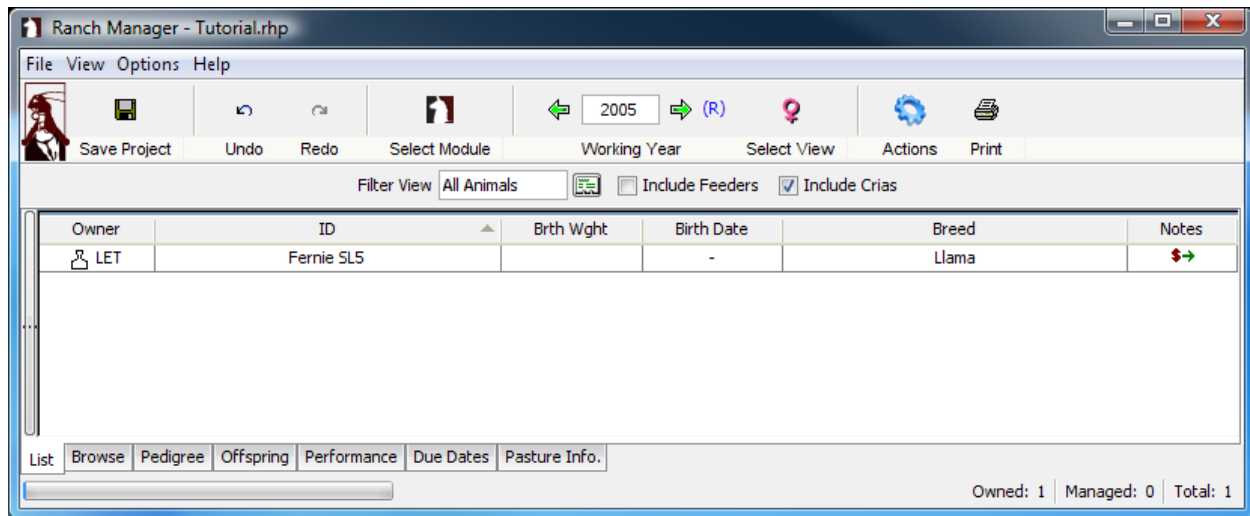 Ranch Manager - Tutorial.rhp
File View Options Help
2005 (R)
Save Project Undo Redo Select Module Working Year Select View Actions Print
Filter View All Animals Include Feeders Include Crias
Owner ID Brth Wght Birth Date Breed Notes
LET Fernie SL5 - Llama $
List Browse Pedigree Offspring Performance Due Dates Pasture Info.
Owned: 1 Managed: 0 Total: 1